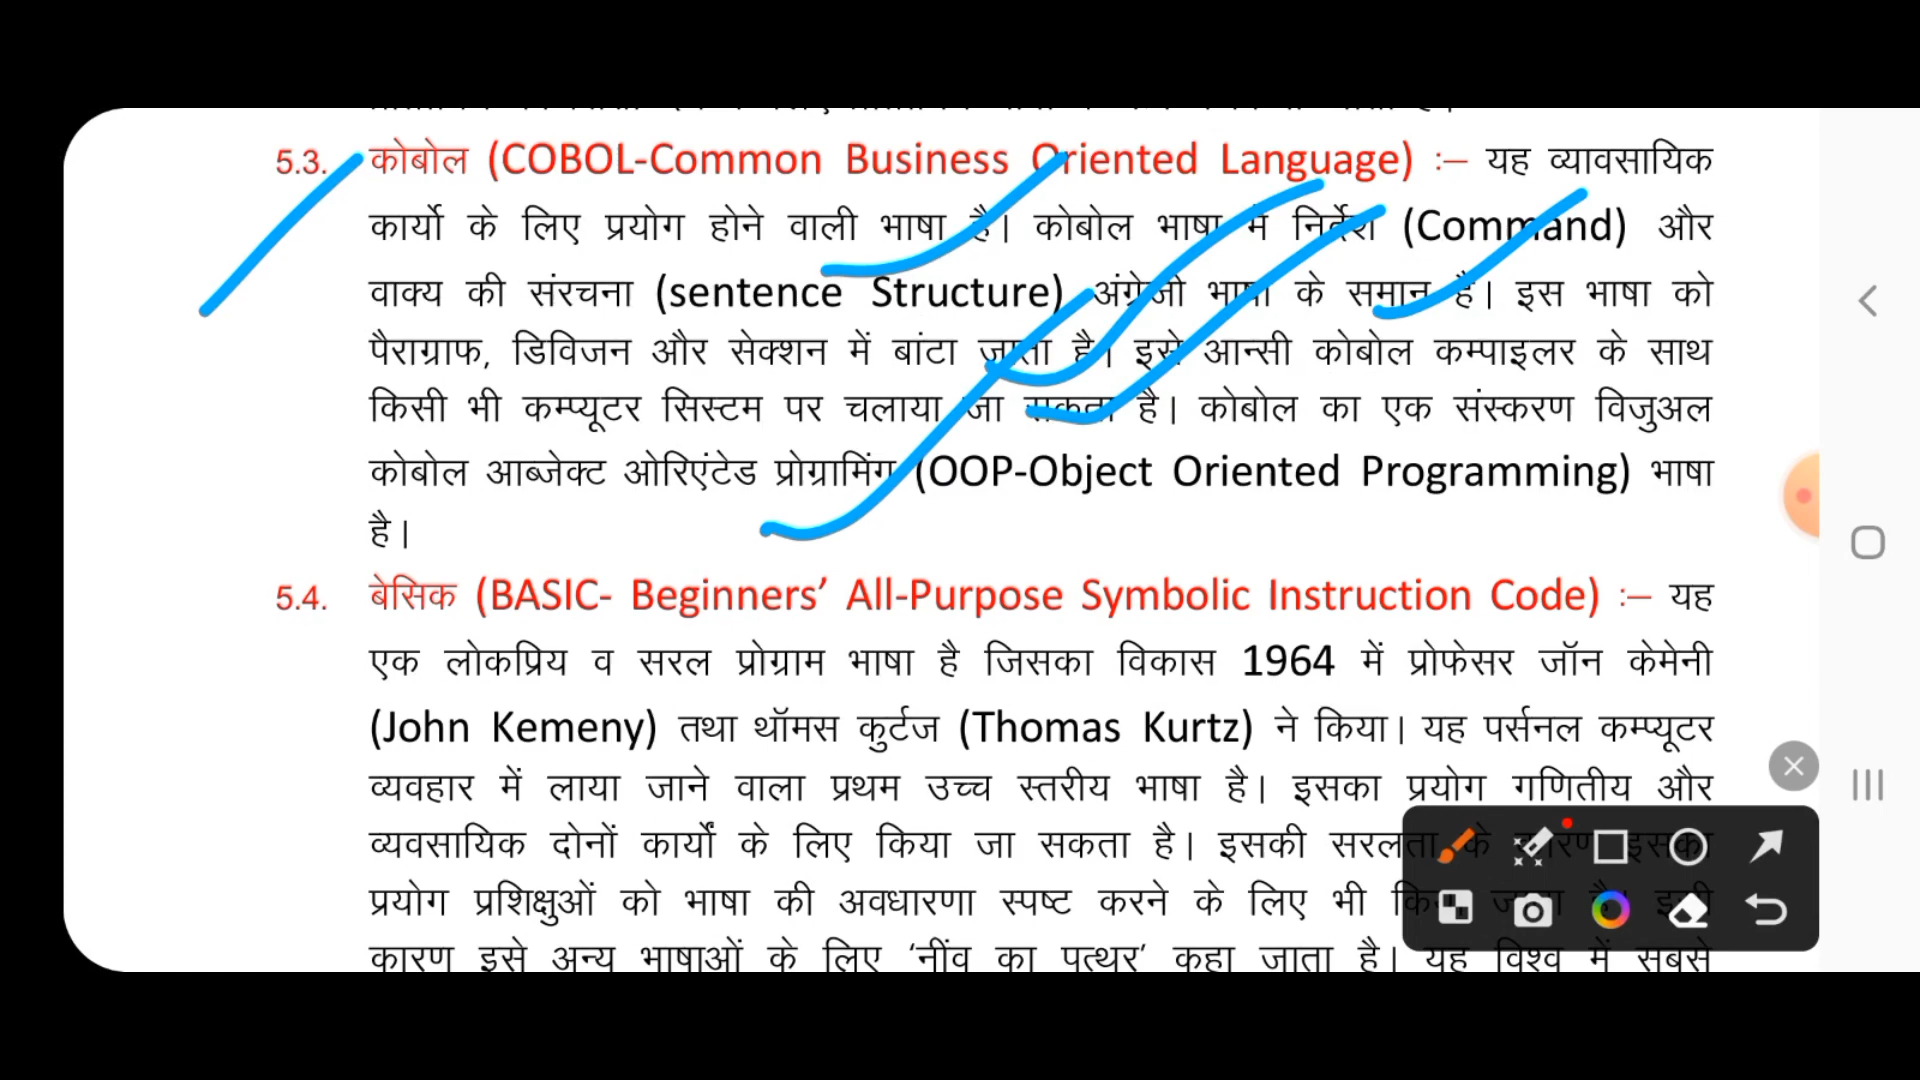 5.3. कोबोल (COBOL-Common Business Oriented Language) :– यह व्यावसायिक
कार्यो के लिए प्रयोग होने वाली भाषा है। कोबोल भाषा में निर्देश (Command) और
वाक्य की संरचना (sentence Structure) अंग्रेजी भाषा के समान है। इस भाषा को
पैराग्राफ, डिविजन और सेक्शन में बांटा जाता है। इसे आन्सी कोबोल कम्पाइलर के साथ
किसी भी कम्प्यूटर सिस्टम पर चलाया जा सकता है। कोबोल का एक संस्करण विजुअल
कोबोल आब्जेक्ट ओरिएंटेड प्रोग्रामिंग (OOP-Object Oriented Programming) भाषा
है।
5.4. बेसिक (BASIC- Beginners’ All-Purpose Symbolic Instruction Code) :– यह
एक लोकप्रिय व सरल प्रोग्राम भाषा है जिसका विकास 1964 में प्रोफेसर जॉन केमेनी
(John Kemeny) तथा थॉमस कुर्टज (Thomas Kurtz) ने किया। यह पर्सनल कम्प्यूटर
व्यवहार में लाया जाने वाला प्रथम उच्च स्तरीय भाषा है। इसका प्रयोग गणितीय और
व्यवसायिक दोनों कार्यों के लिए किया जा सकता है। इसकी सरलता के कारण इसका
प्रयोग प्रशिक्षुओं को भाषा की अवधारणा स्पष्ट करने के लिए भी किया जाता है। इसी
कारण इसे अन्य भाषाओं के लिए ‘नींव का पत्थर’ कहा जाता है। यह विश्व में सबसे